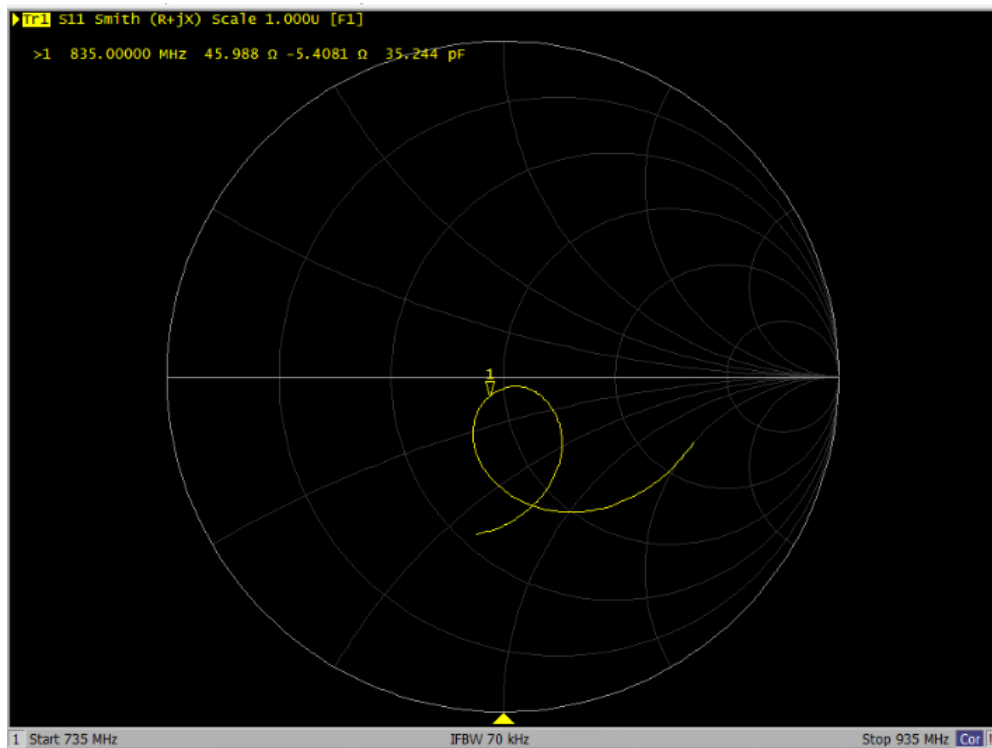 Tr1 S11 Smith (R+jX) Scale 1.000U [F1]
>1 835.00000 MHz 45.988 Ω -5.4081 Ω 35.244 pF
1
1 Start 735 MHz IFBW 70 kHz Stop 935 MHz Cor